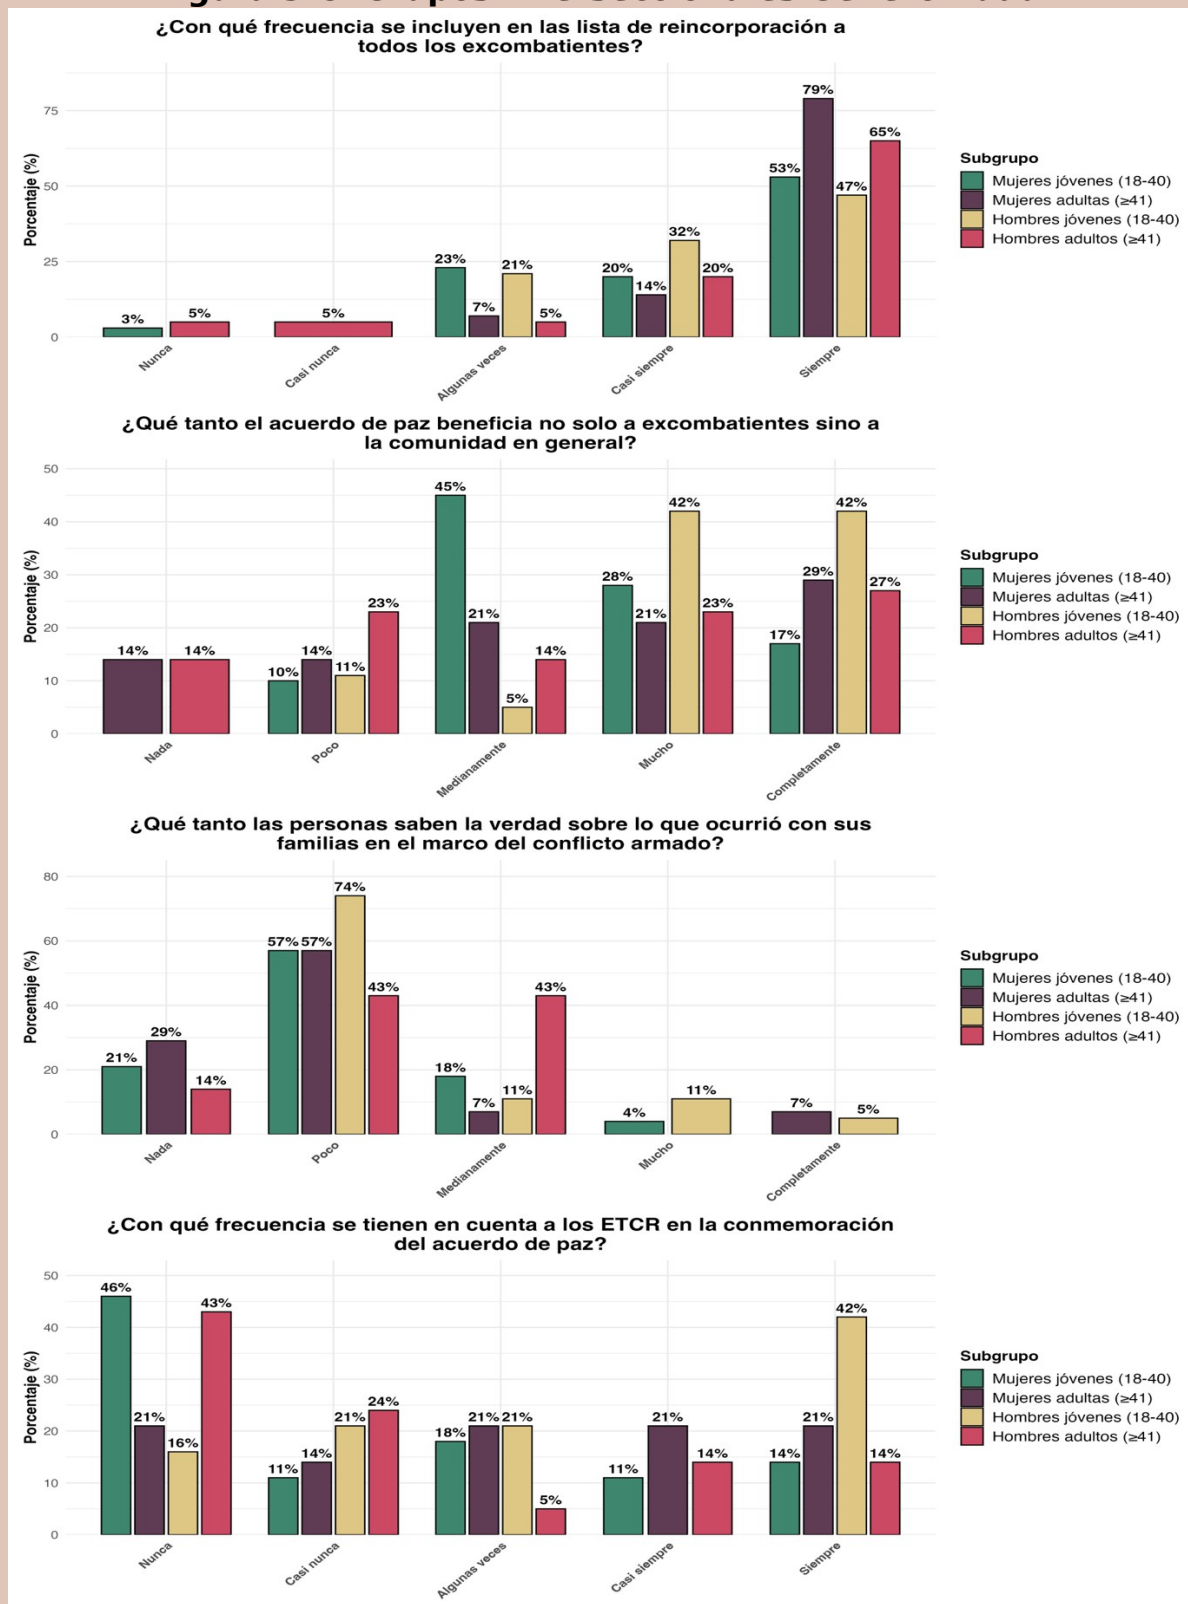 ¿Con qué frecuencia se incluyen en las lista de reincorporación a
todos los excombatientes?
Porcentaje (%)
75
50
25
0
3%
5%
5%
23%
7%
21%
5%
20%
14%
32%
20%
53%
79%
47%
65%
Nunca
Casi nunca
Algunas veces
Casi siempre
Siempre
Subgrupo
Mujeres jóvenes (18-40)
Mujeres adultas (≥41)
Hombres jóvenes (18-40)
Hombres adultos (≥41)
¿Qué tanto el acuerdo de paz beneficia no solo a excombatientes sino a
la comunidad en general?
Porcentaje (%)
50
40
30
20
10
0
14%
14%
10%
14%
11%
23%
45%
21%
5%
14%
28%
21%
42%
23%
17%
29%
42%
27%
Nada
Poco
Medianamente
Mucho
Completamente
Subgrupo
Mujeres jóvenes (18-40)
Mujeres adultas (≥41)
Hombres jóvenes (18-40)
Hombres adultos (≥41)
¿Qué tanto las personas saben la verdad sobre lo que ocurrió con sus
familias en el marco del conflicto armado?
Porcentaje (%)
80
60
40
20
0
21%
29%
14%
57%
57%
74%
43%
18%
7%
11%
43%
4%
11%
7%
5%
Nada
Poco
Medianamente
Mucho
Completamente
Subgrupo
Mujeres jóvenes (18-40)
Mujeres adultas (≥41)
Hombres jóvenes (18-40)
Hombres adultos (≥41)
¿Con qué frecuencia se tienen en cuenta a los ETCR en la conmemoración
del acuerdo de paz?
Porcentaje (%)
50
40
30
20
10
0
46%
21%
16%
43%
11%
14%
21%
24%
18%
21%
21%
5%
11%
21%
14%
14%
21%
42%
14%
Nunca
Casi nunca
Algunas veces
Casi siempre
Siempre
Subgrupo
Mujeres jóvenes (18-40)
Mujeres adultas (≥41)
Hombres jóvenes (18-40)
Hombres adultos (≥41)